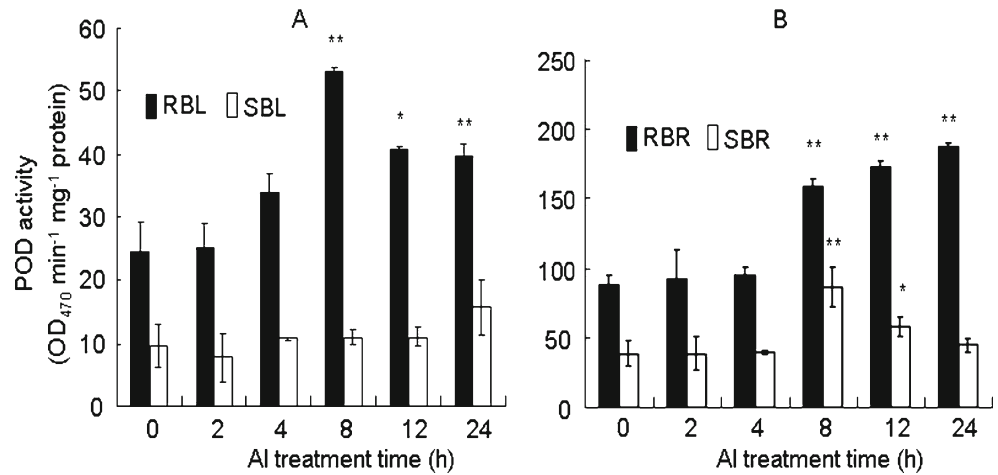 A
B
POD activity
(OD470 min-1 mg-1 protein)
60
50
40
30
20
10
0
RBL SBL
**
*
**
0 2 4 8 12 24
Al treatment time (h)
250
200
150
100
50
0
RBR SBR
**
**
**
**
*
0 2 4 8 12 24
Al treatment time (h)